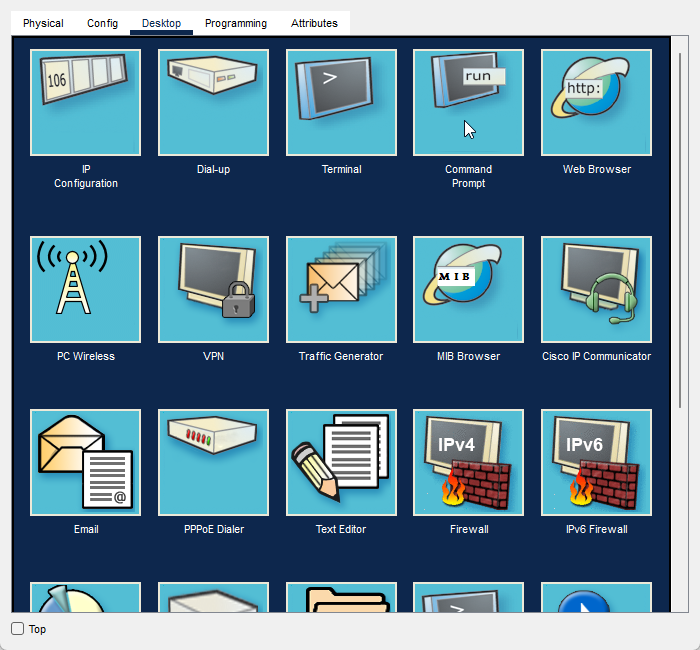 Physical Config Desktop Programming Attributes
106
>
run
http:
IP
Configuration
Dial-up
Terminal
Command
Prompt
Web Browser
MIB
PC Wireless
VPN
Traffic Generator
MIB Browser
Cisco IP Communicator
@
IPv4
IPv6
Email
PPPoE Dialer
Text Editor
Firewall
IPv6 Firewall
>
Top